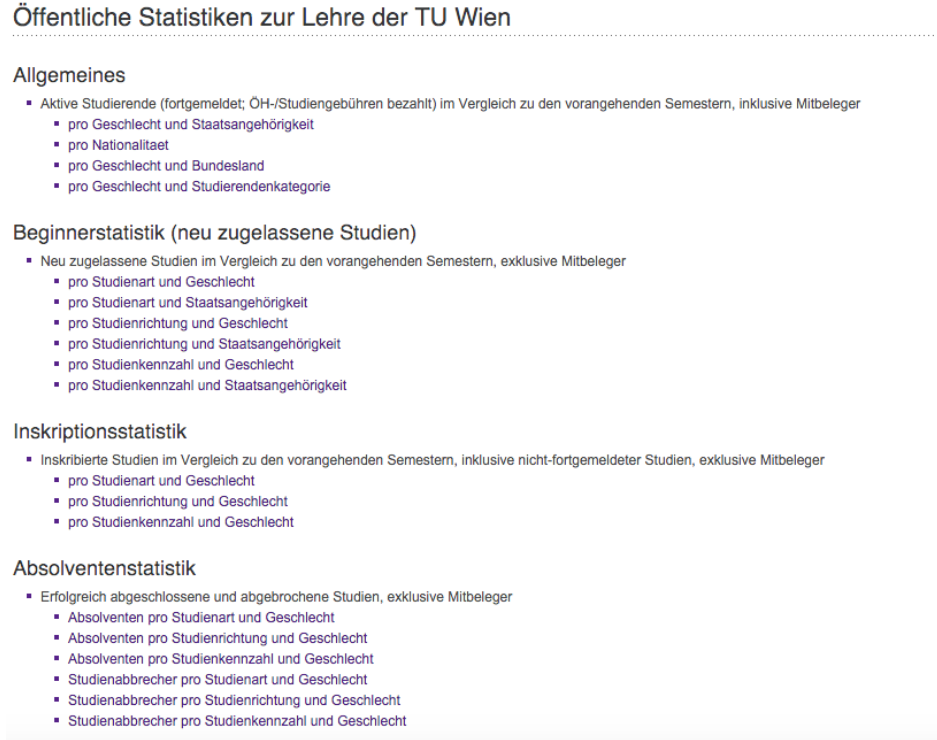 Öffentliche Statistiken zur Lehre der TU Wien
Allgemeines
Aktive Studierende (fortgemeldet; ÖH-/Studiengebühren bezahlt) im Vergleich zu den vorangehenden Semestern, inklusive Mitbeleger
pro Geschlecht und Staatsangehörigkeit
pro Nationalitaet
pro Geschlecht und Bundesland
pro Geschlecht und Studierendenkategorie
Beginnerstatistik (neu zugelassene Studien)
Neu zugelassene Studien im Vergleich zu den vorangehenden Semestern, exklusive Mitbeleger
pro Studienart und Geschlecht
pro Studienart und Staatsangehörigkeit
pro Studienrichtung und Geschlecht
pro Studienrichtung und Staatsangehörigkeit
pro Studienkennzahl und Geschlecht
pro Studienkennzahl und Staatsangehörigkeit
Inskriptionsstatistik
Inskribierte Studien im Vergleich zu den vorangehenden Semestern, inklusive nicht-fortgemeldeter Studien, exklusive Mitbeleger
pro Studienart und Geschlecht
pro Studienrichtung und Geschlecht
pro Studienkennzahl und Geschlecht
Absolventenstatistik
Erfolgreich abgeschlossene und abgebrochene Studien, exklusive Mitbeleger
Absolventen pro Studienart und Geschlecht
Absolventen pro Studienrichtung und Geschlecht
Absolventen pro Studienkennzahl und Geschlecht
Studienabbrecher pro Studienart und Geschlecht
Studienabbrecher pro Studienrichtung und Geschlecht
Studienabbrecher pro Studienkennzahl und Geschlecht